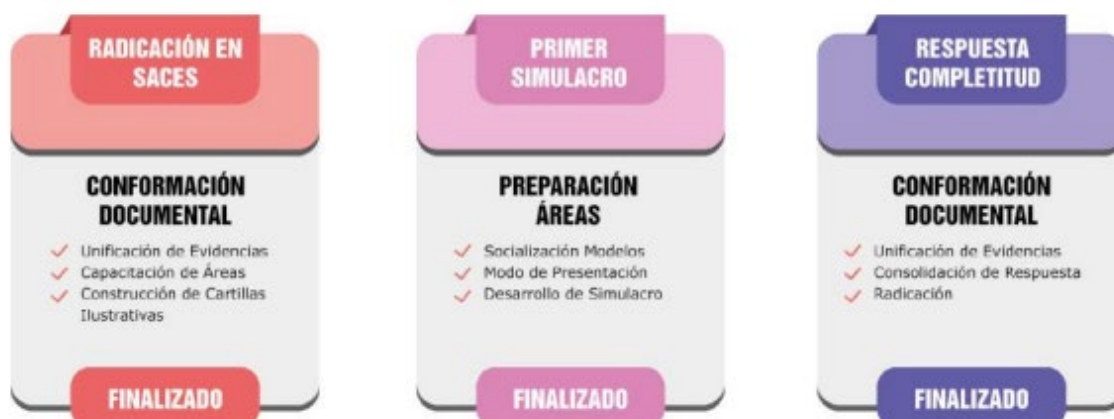 RADICACIÓN EN
SACES
CONFORMACIÓN
DOCUMENTAL
Unificación de Evidencias
Capacitación de Áreas
Construcción de Cartillas
Ilustrativas
FINALIZADO
PRIMER
SIMULACRO
PREPARACIÓN
ÁREAS
Socialización Modelos
Modo de Presentación
Desarrollo de Simulacro
FINALIZADO
RESPUESTA
COMPLETITUD
CONFORMACIÓN
DOCUMENTAL
Unificación de Evidencias
Consolidación de Respuesta
Radicación
FINALIZADO